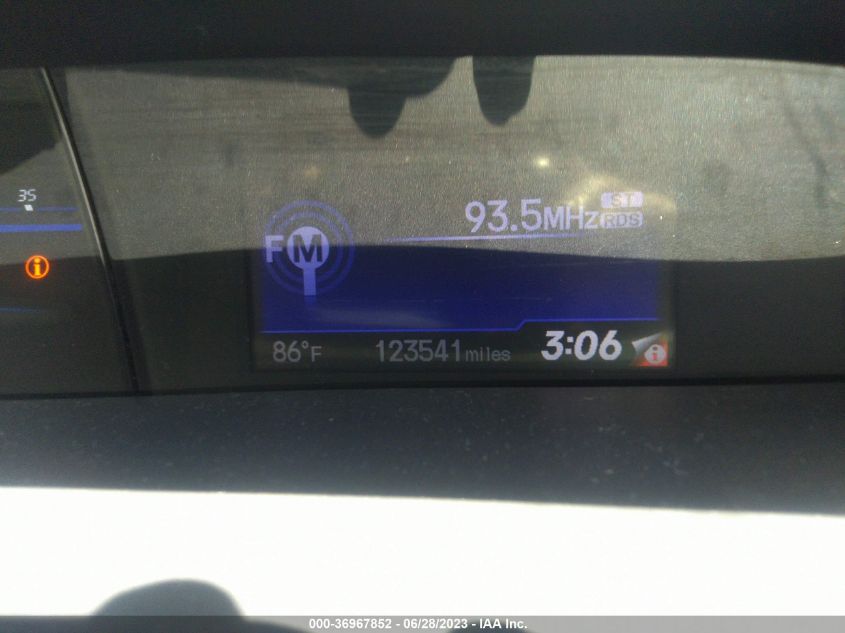 35
93.5MHz ST
RDS
FM
i
86°F 123541 miles 3:06 i
000-36967852 / 06/28/2023 - IAA Inc.